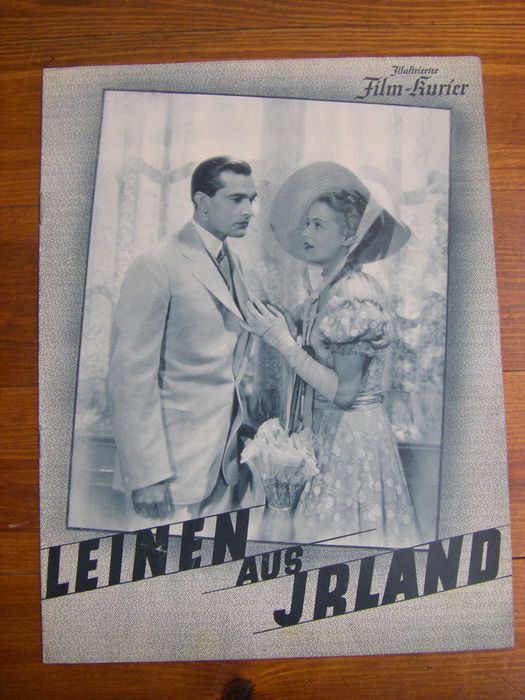 Illustrierter
Film-Kurier
LEINEN
AUS
JRLAND